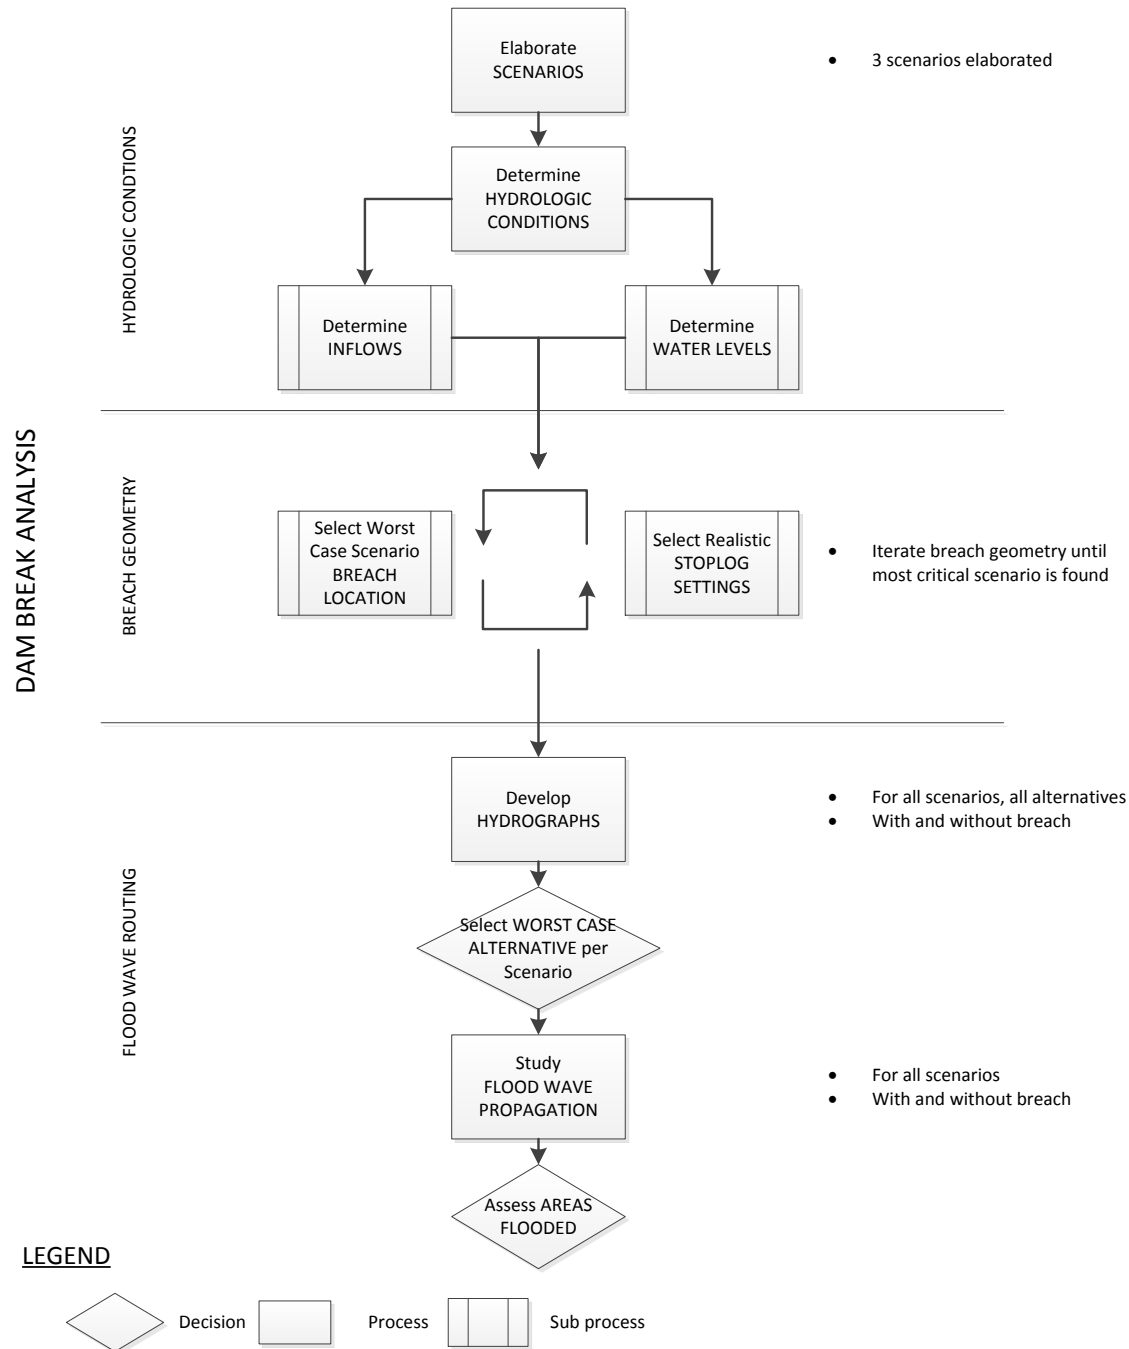 Elaborate
SCENARIOS
• 3 scenarios elaborated
Determine
HYDROLOGIC
CONDITIONS
HYDROLOGIC CONDTIONS
Determine
INFLOWS
Determine
WATER LEVELS
DAM BREAK ANALYSIS
BREACH GEOMETRY
Select Worst
Case Scenario
BREACH
LOCATION
Select Realistic
STOPLOG
SETTINGS
• Iterate breach geometry until
most critical scenario is found
Develop
HYDROGRAPHS
• For all scenarios, all alternatives
• With and without breach
FLOOD WAVE ROUTING
Select WORST CASE
ALTERNATIVE per
Scenario
Study
FLOOD WAVE
PROPAGATION
• For all scenarios
• With and without breach
Assess AREAS
FLOODED
LEGEND
Decision
Process
Sub process